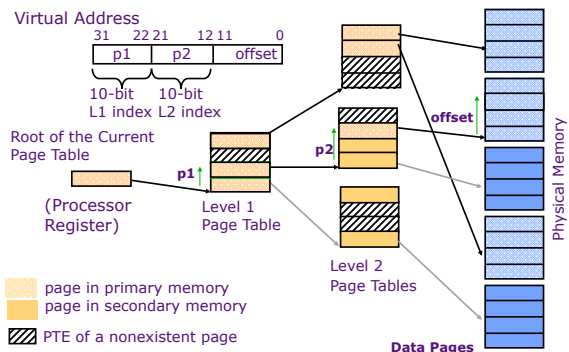 Virtual Address
31 22 21 12 11 0
p1 p2 offset
10-bit
L1 index
10-bit
L2 index
Root of the Current
Page Table
(Processor
Register)
p1
Level 1
Page Table
p2
Level 2
Page Tables
offset
Physical Memory
page in primary memory
page in secondary memory
PTE of a nonexistent page
Data Pages